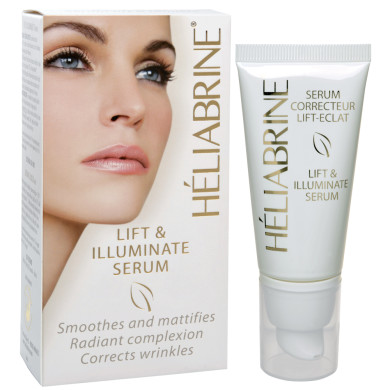 HÉLIABRINE®
LIFT &
ILLUMINATE
SERUM
Smoothes and mattifies
Radiant complexion
Corrects wrinkles
HÉLIABRINE
SERUM
CORRECTEUR
LIFT-ECLAT
LIFT &
ILLUMINATE
SERUM